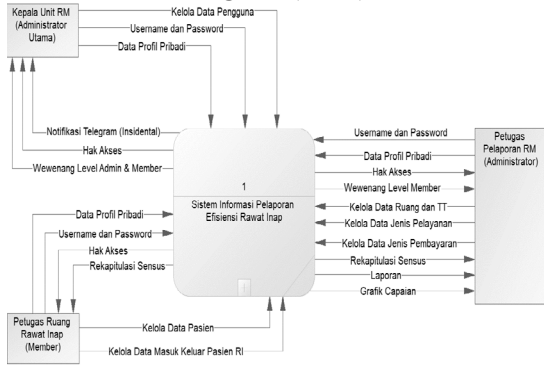 Kepala Unit RM
(Administrator
Utama)
Kelola Data Pengguna
Username dan Password
Data Profil Pribadi
Notifikasi Telegram (Insidental)
Hak Akses
Wewenang Level Admin & Member
1
Sistem Informasi Pelaporan
Efisiensi Rawat Inap
Username dan Password
Data Profil Pribadi
Hak Akses
Wewenang Level Member
Kelola Data Ruang dan TT
Kelola Data Jenis Pelayanan
Kelola Data Jenis Pembayaran
Rekapitulasi Sensus
Laporan
Grafik Capaian
Petugas
Pelaporan RM
(Administrator)
Data Profil Pribadi
Username dan Password
Hak Akses
Rekapitulasi Sensus
Petugas Ruang
Rawat Inap
(Member)
Kelola Data Pasien
Kelola Data Masuk Keluar Pasien RI